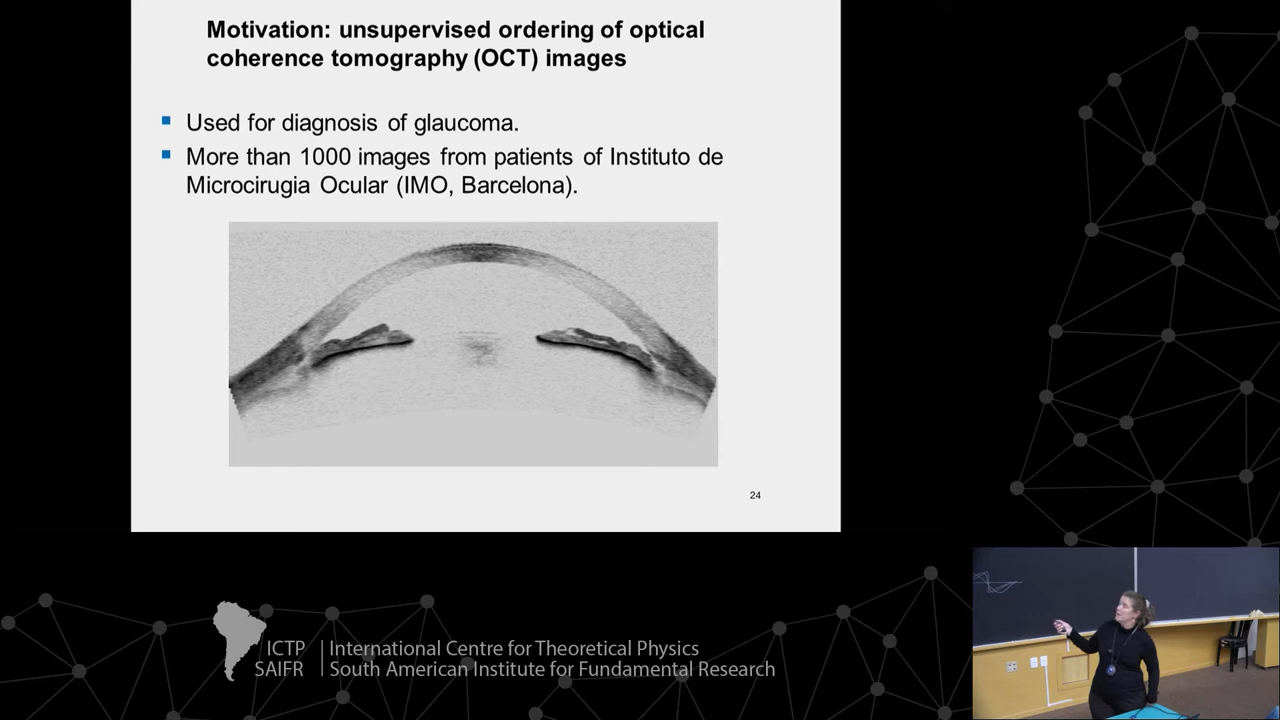 Motivation: unsupervised ordering of optical
coherence tomography (OCT) images
Used for diagnosis of glaucoma.
More than 1000 images from patients of Instituto de
Microcirugia Ocular (IMO, Barcelona).
24
ICTP
SAIFR
International Centre for Theoretical Physics
South American Institute for Fundamental Research